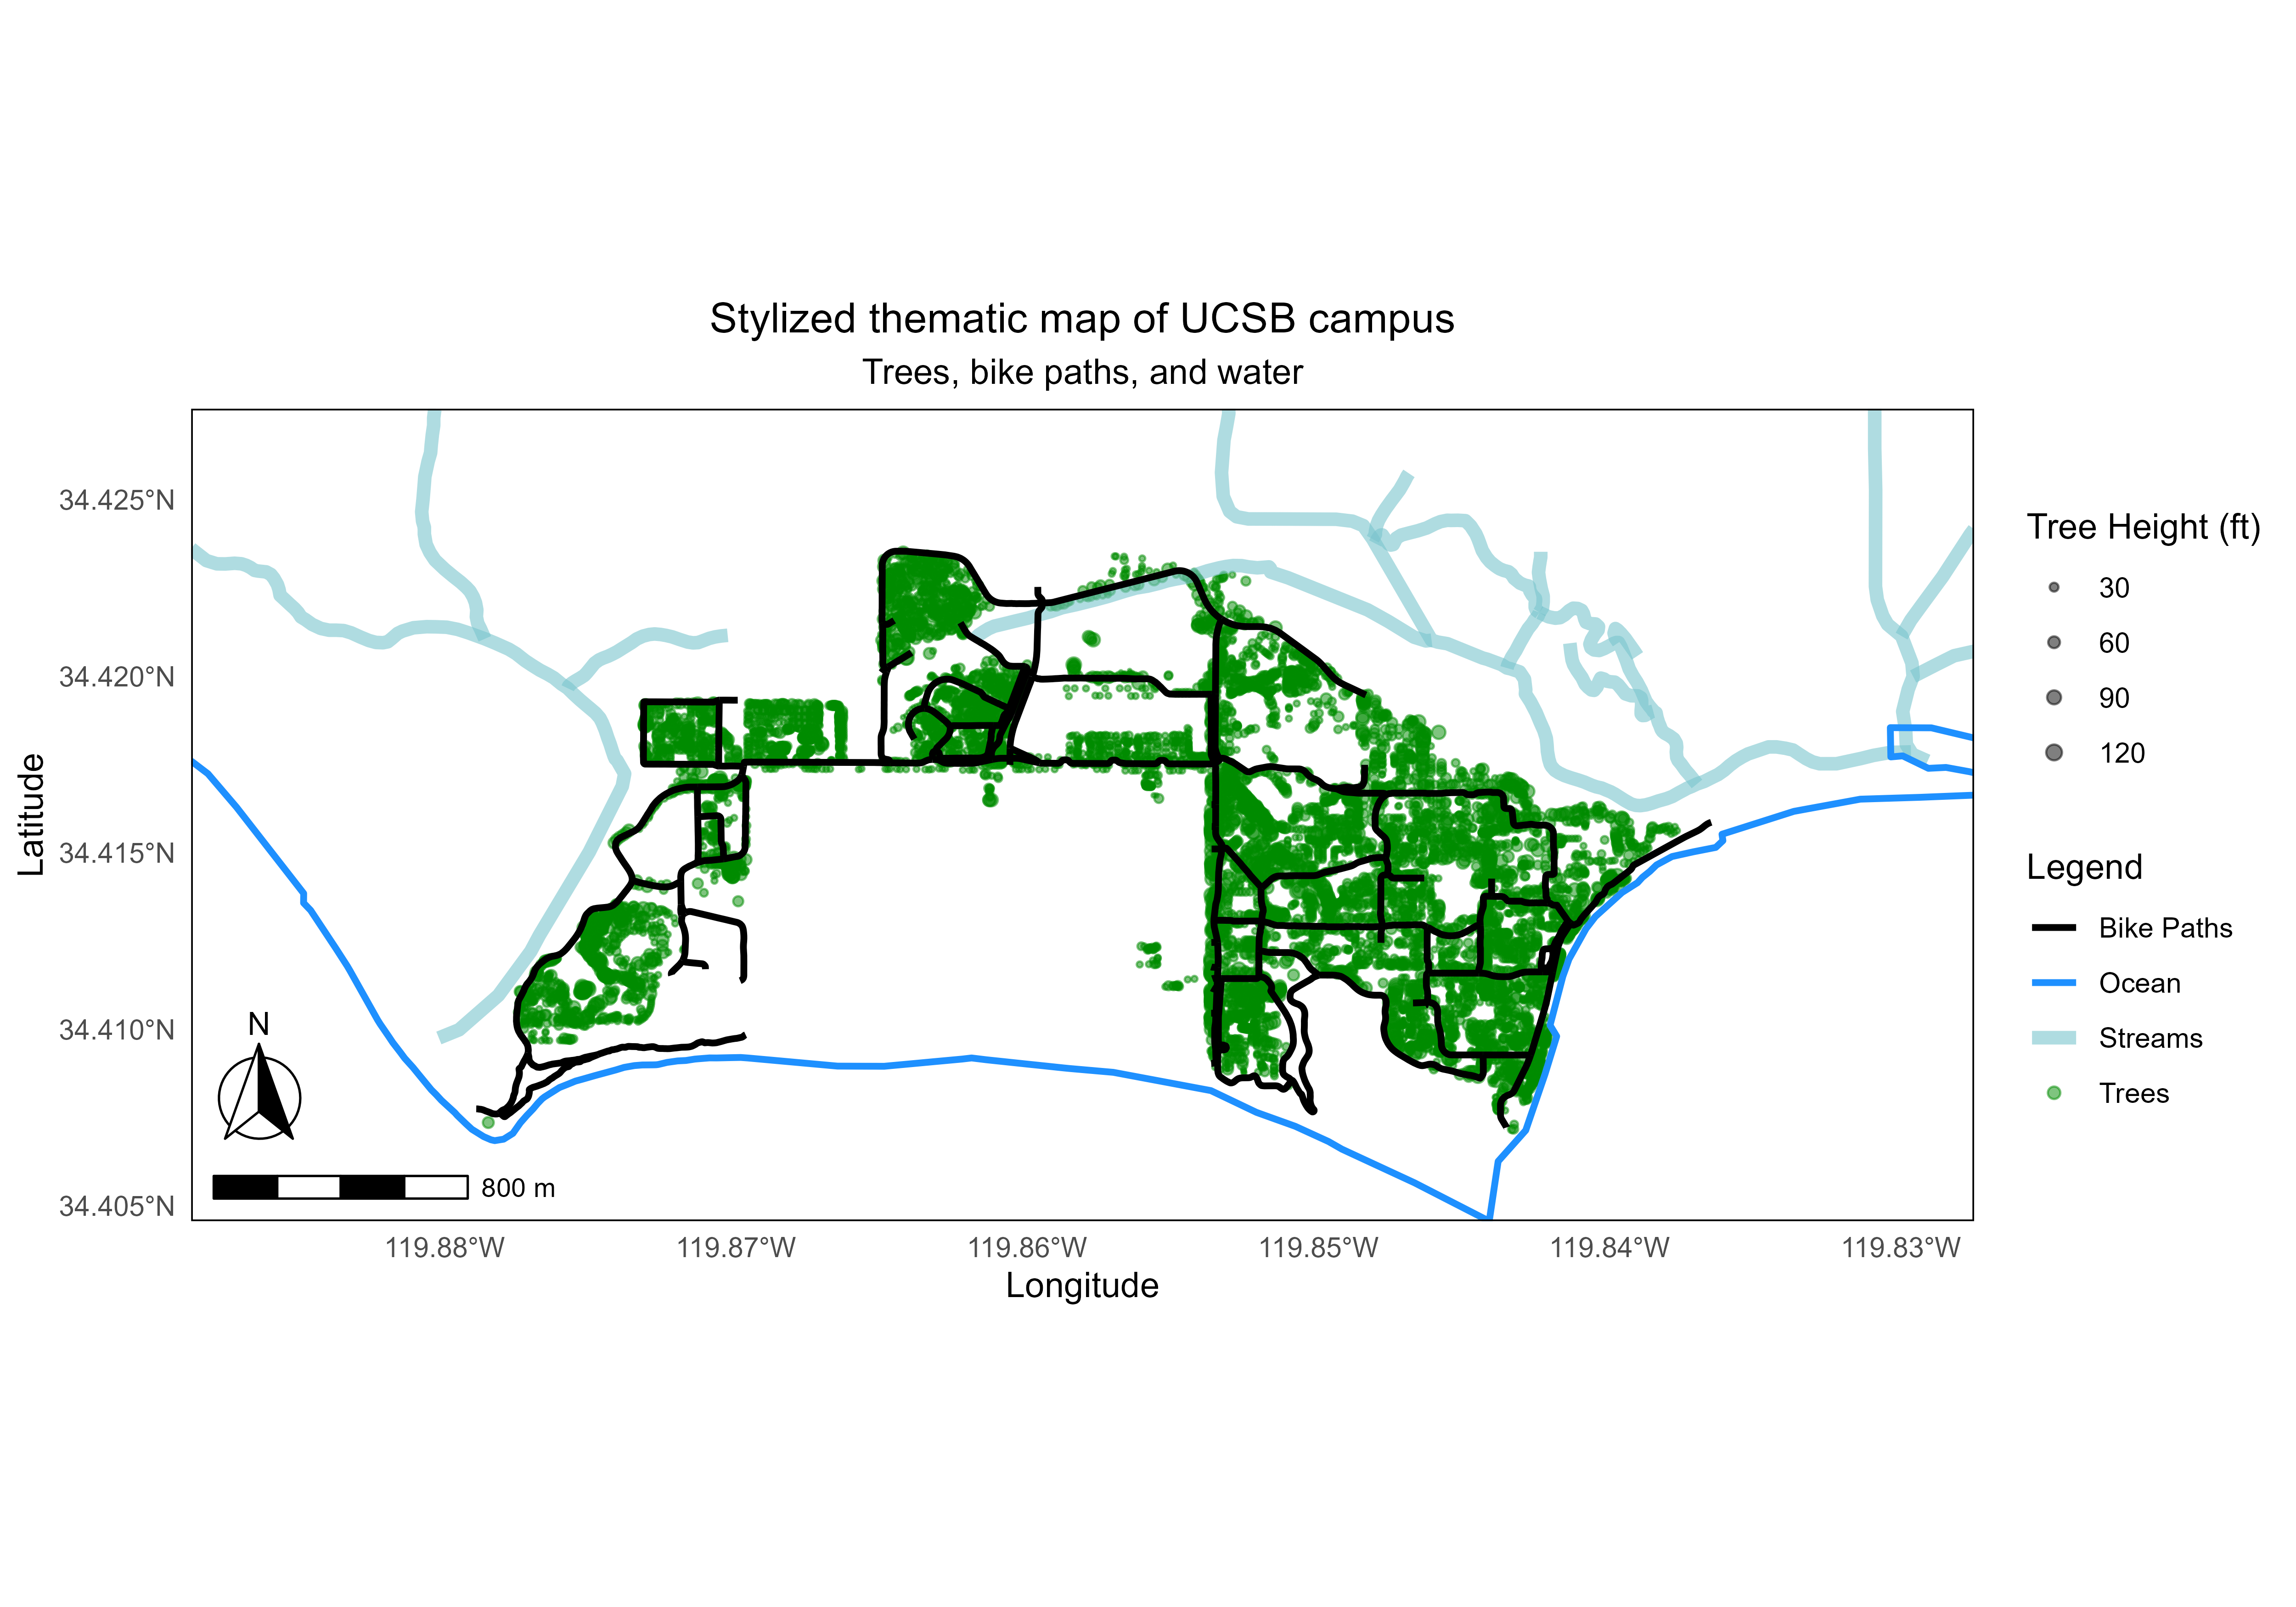 Stylized thematic map of UCSB campus
Trees, bike paths, and water
34.425°N
34.420°N
34.415°N
34.410°N
34.405°N
Latitude
N
800 m
119.88°W
119.87°W
119.86°W
119.85°W
119.84°W
119.83°W
Longitude
Tree Height (ft)
30
60
90
120
Legend
Bike Paths
Ocean
Streams
Trees